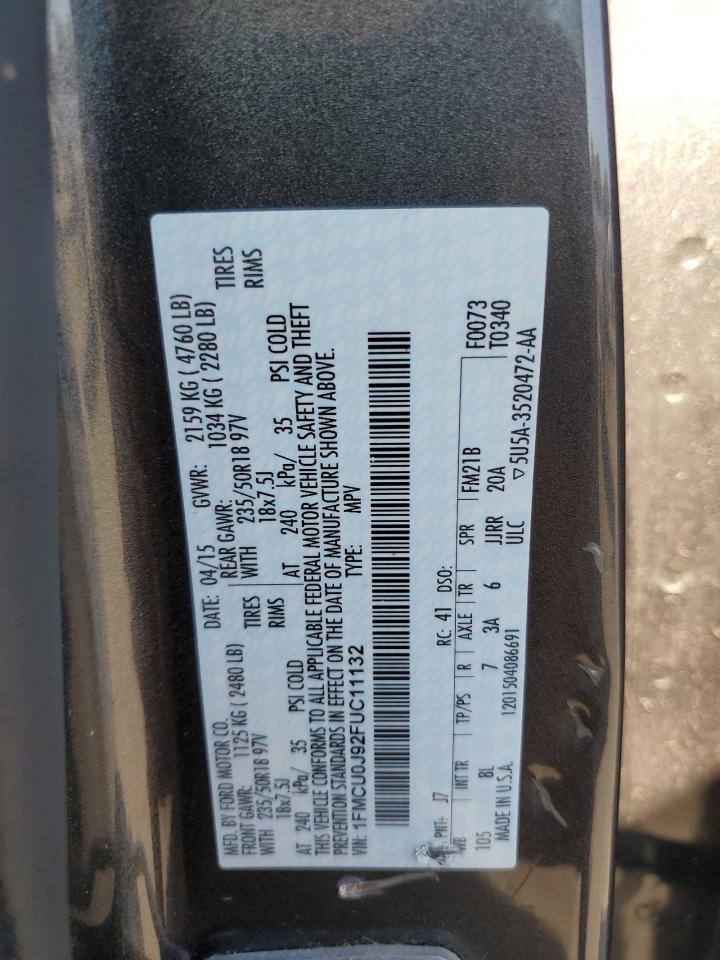 MFD. BY FORD MOTOR CO. DATE: 04/15 GVWR: 2159 KG ( 4760 LB)
FRONT GAWR: 1125 KG ( 2480 LB) REAR GAWR: 1034 KG ( 2280 LB)
WITH 235/50R18 97V TIRES WITH 235/50R18 97V TIRES
18x7.5J RIMS 18x7.5J RIMS
AT 240 kPa/ 35 PSI COLD AT 240 kPa/ 35 PSI COLD
THIS VEHICLE CONFORMS TO ALL APPLICABLE FEDERAL MOTOR VEHICLE SAFETY AND THEFT
PREVENTION STANDARDS IN EFFECT ON THE DATE OF MANUFACTURE SHOWN ABOVE.
VIN: 1FMCU0J92FUC11132 TYPE: MPV
PNT: J7 RC: 41 DSO: F0073
WB INT TR TP/PS R AXLE TR SPR FM21B T0340
105 8L 7 3A 6 JJRR 20A
MADE IN U.S.A. 1201504086691 ULC ▽5U5A-3520472-AA